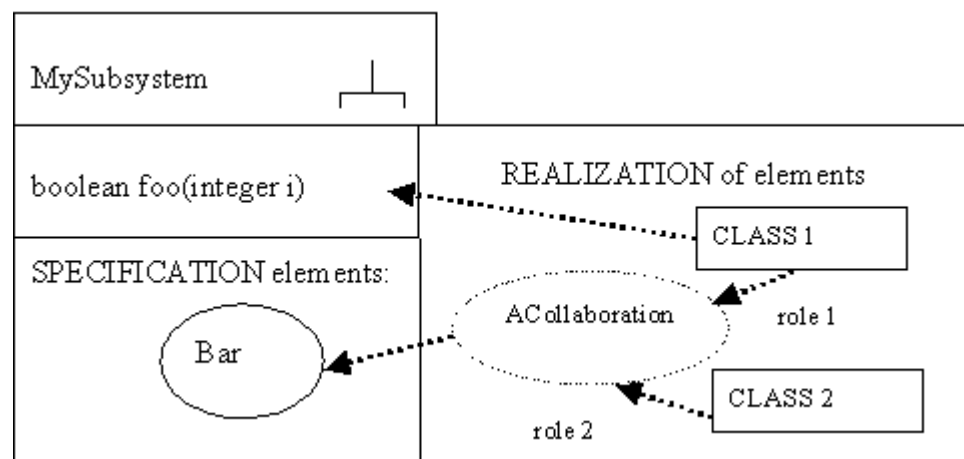 MySubsystem
boolean foo(integer i)
REALIZATION of elements
CLASS 1
SPECIFICATION elements:
ACollaboration
role 1
Bar
CLASS 2
role 2